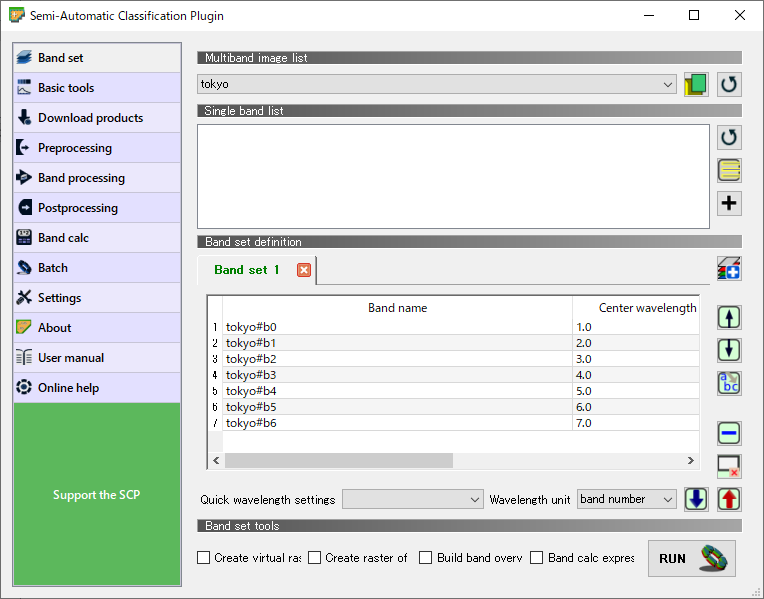 Semi-Automatic Classification Plugin
Band set
Basic tools
Download products
Preprocessing
Band processing
Postprocessing
Band calc
Batch
Settings
About
User manual
Online help
Support the SCP
Multiband image list
tokyo
Single band list
Band set definition
Band set 1
Band name Center wavelength
1 tokyo#b0 1.0
2 tokyo#b1 2.0
3 tokyo#b2 3.0
4 tokyo#b3 4.0
5 tokyo#b4 5.0
6 tokyo#b5 6.0
7 tokyo#b6 7.0
a
bc
Quick wavelength settings Wavelength unit band number
Band set tools
Create virtual ras Create raster of Build band overv Band calc expres RUN